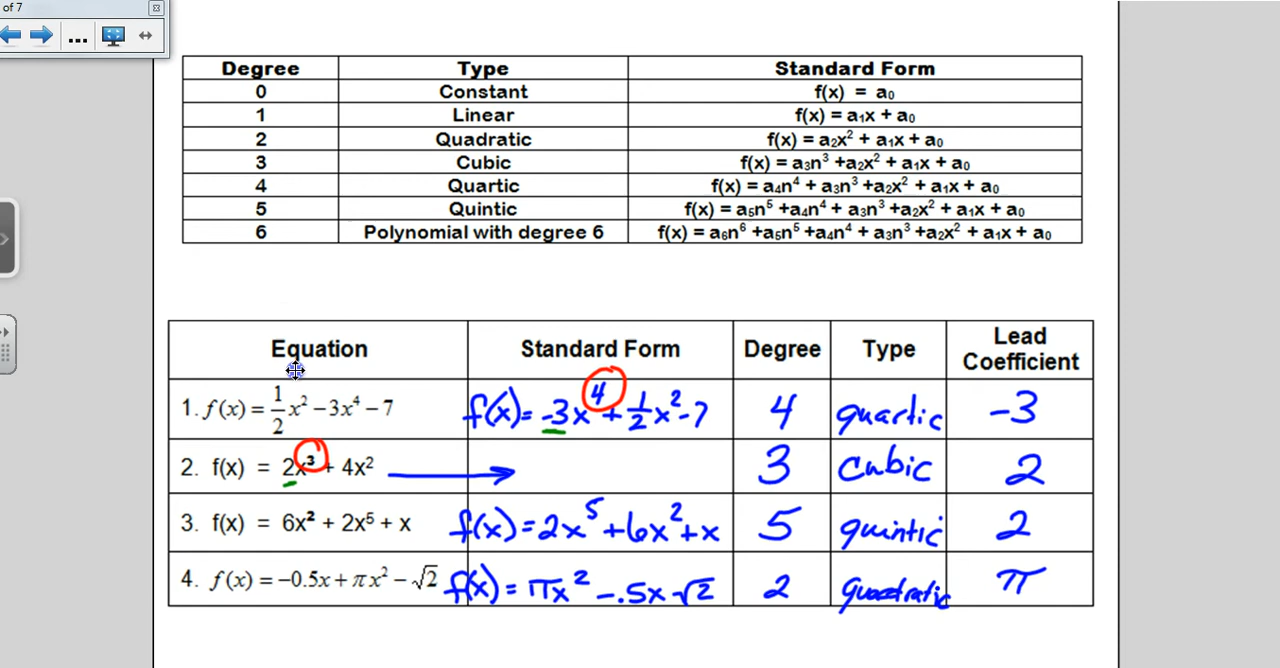 of 7
Degree Type Standard Form
0 Constant f(x) = a₀
1 Linear f(x) = a₁x + a₀
2 Quadratic f(x) = a₂x² + a₁x + a₀
3 Cubic f(x) = a₃n³ +a₂x² + a₁x + a₀
4 Quartic f(x) = a₄n⁴ + a₃n³ +a₂x² + a₁x + a₀
5 Quintic f(x) = a₅n⁵ +a₄n⁴ + a₃n³ +a₂x² + a₁x + a₀
6 Polynomial with degree 6 f(x) = a₆n⁶ +a₅n⁵ +a₄n⁴ + a₃n³ +a₂x² + a₁x + a₀
Equation Standard Form Degree Type Lead Coefficient
1. f(x) = 1/2 x² − 3x⁴ − 7 f(x) = -3x⁴ + 1/2 x² - 7 4 quartic -3
2. f(x) = 2x³ + 4x² 3 cubic 2
3. f(x) = 6x² + 2x⁵ + x f(x) = 2x⁵ + 6x² + x 5 quintic 2
4. f(x) = −0.5x + πx² − √2 f(x) = πx² - .5x - √2 2 quadratic π